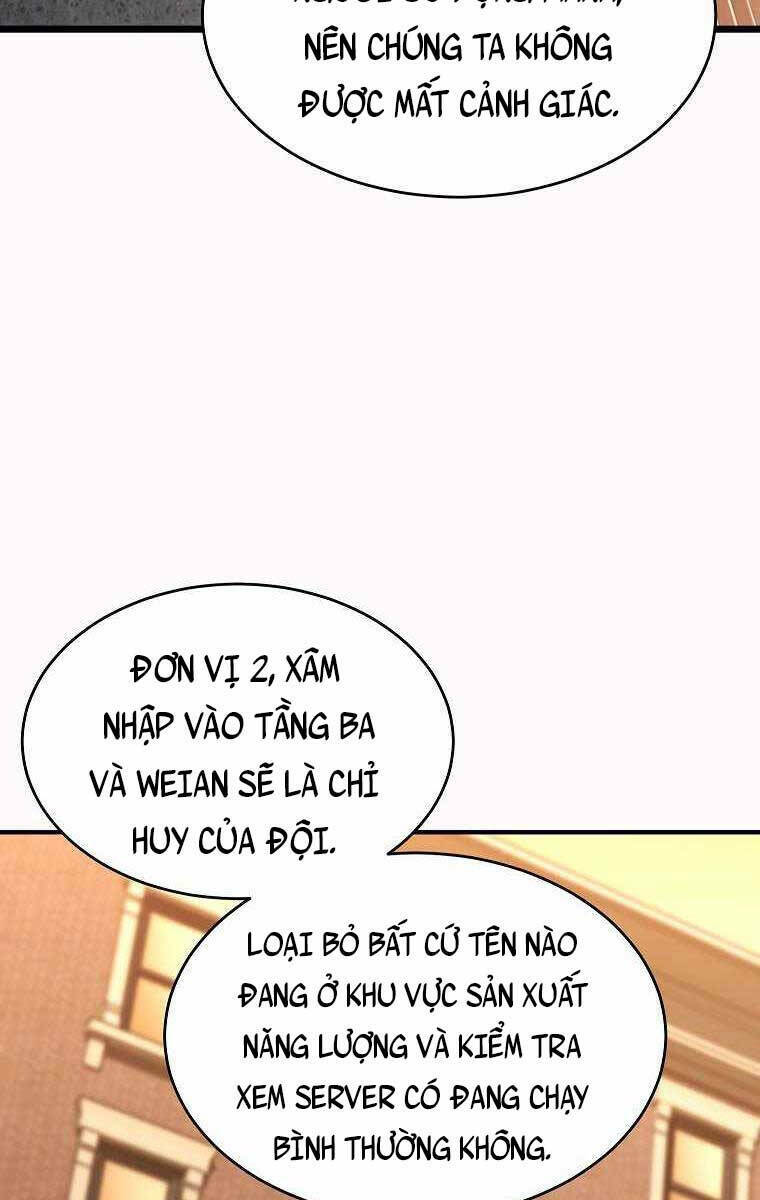 NÊN CHÚNG TA KHÔNG
ĐƯỢC MẤT CẢNH GIÁC.
ĐƠN VỊ 2, XÂM
NHẬP VÀO TẦNG BA
VÀ WEIAN SẼ LÀ CHỈ
HUY CỦA ĐỘI.
LOẠI BỎ BẤT CỨ TÊN NÀO
ĐANG Ở KHU VỰC SẢN XUẤT
NĂNG LƯỢNG VÀ KIỂM TRA
XEM SERVER CÓ ĐANG CHẠY
BÌNH THƯỜNG KHÔNG.